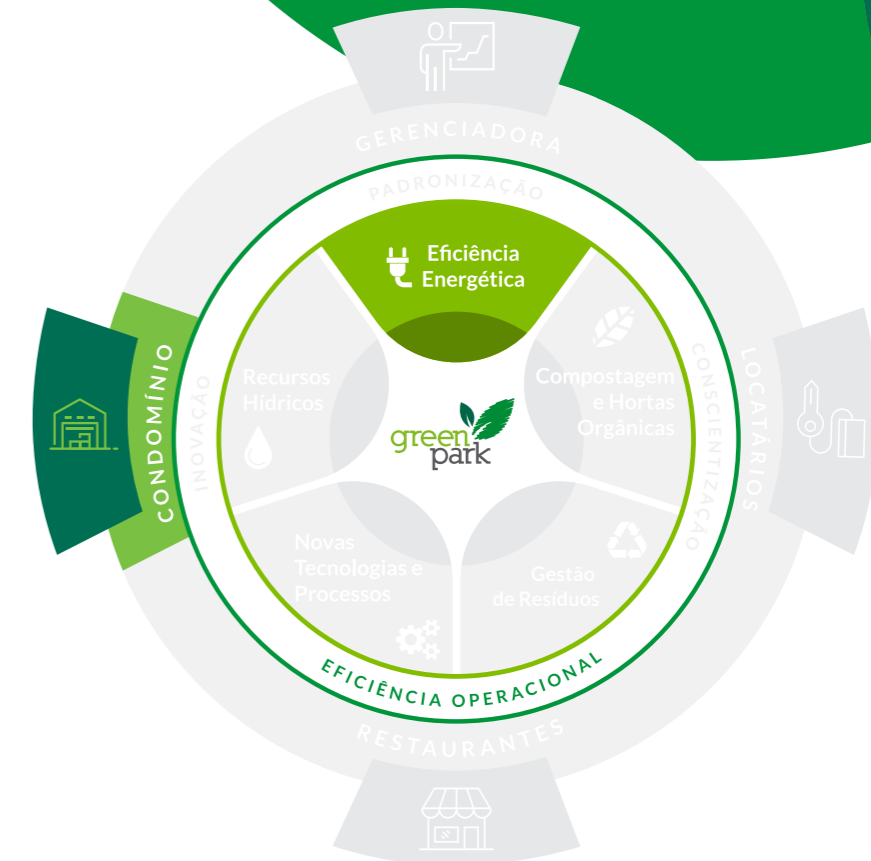 GERENCIADORA
PADRONIZAÇÃO
Eficiência
Energética
CONDOMÍNIO
INOVAÇÃO
Recursos
Hídricos
Compostagem
e Hortas
Orgânicas
CONSCIENTIZAÇÃO
LOCATÁRIOS
green
park
Novas
Tecnologias e
Processos
Gestão
de Resíduos
EFICIÊNCIA OPERACIONAL
RESTAURANTES